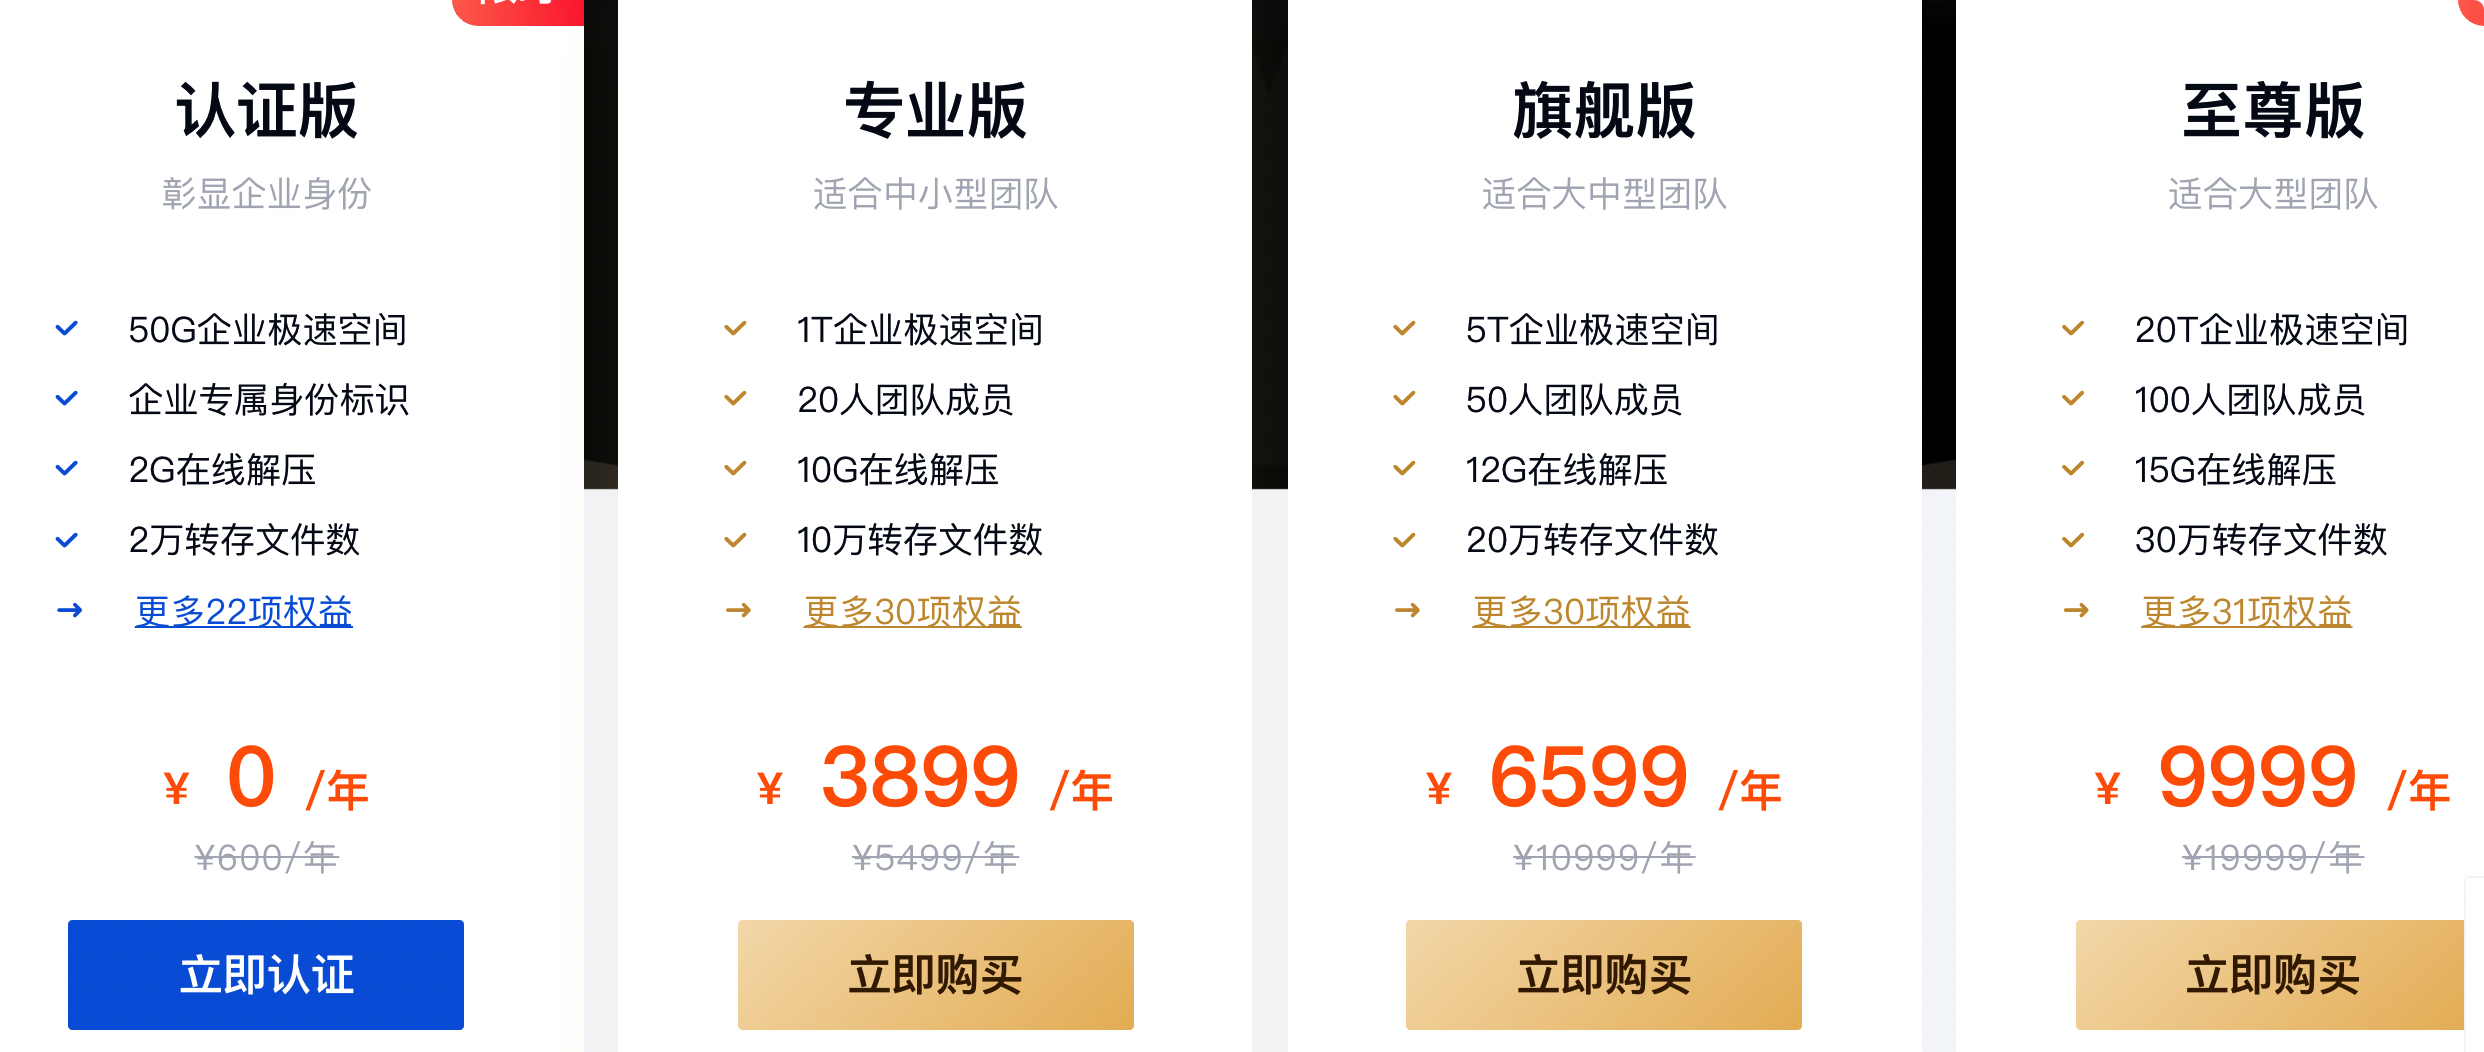 认证版
彰显企业身份
50G企业极速空间
企业专属身份标识
2G在线解压
2万转存文件数
更多22项权益
¥ 0 /年
¥600/年
立即认证
专业版
适合中小型团队
1T企业极速空间
20人团队成员
10G在线解压
10万转存文件数
更多30项权益
¥ 3899 /年
¥5499/年
立即购买
旗舰版
适合大中型团队
5T企业极速空间
50人团队成员
12G在线解压
20万转存文件数
更多30项权益
¥ 6599 /年
¥10999/年
立即购买
至尊版
适合大型团队
20T企业极速空间
100人团队成员
15G在线解压
30万转存文件数
更多31项权益
¥ 9999 /年
¥19999/年
立即购买